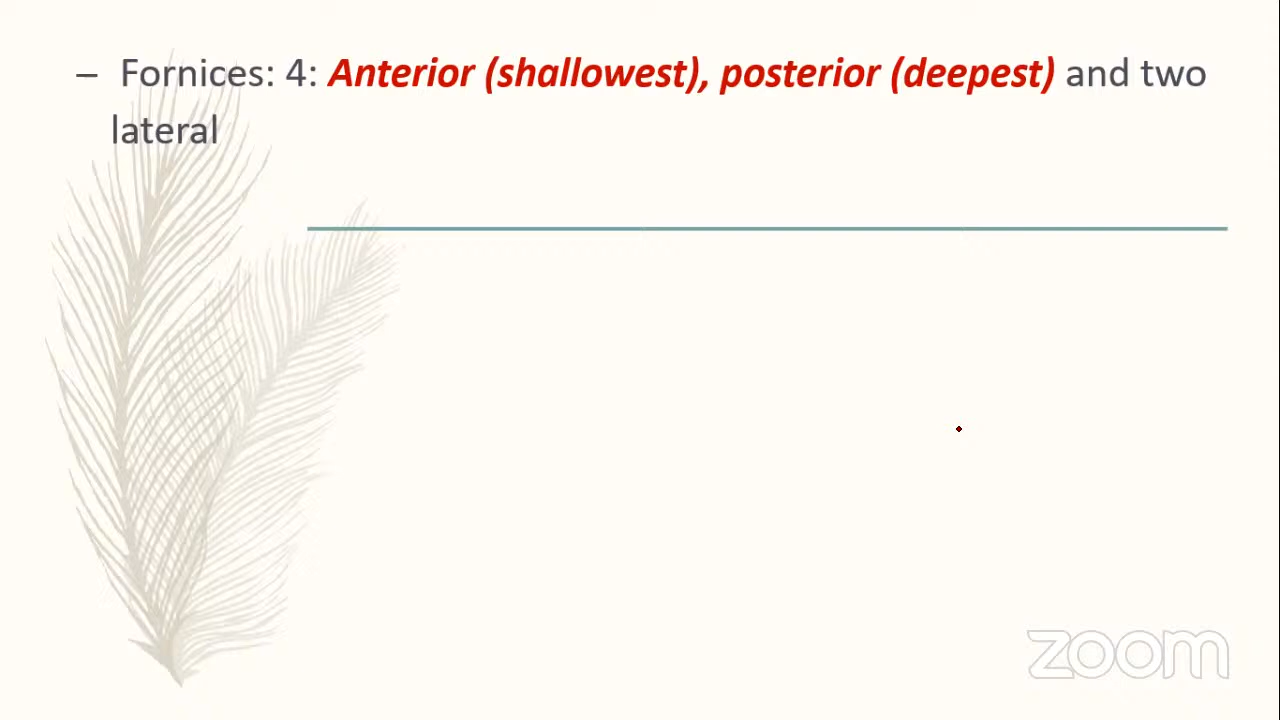 – Fornices: 4: Anterior (shallowest), posterior (deepest) and two
lateral
zoom